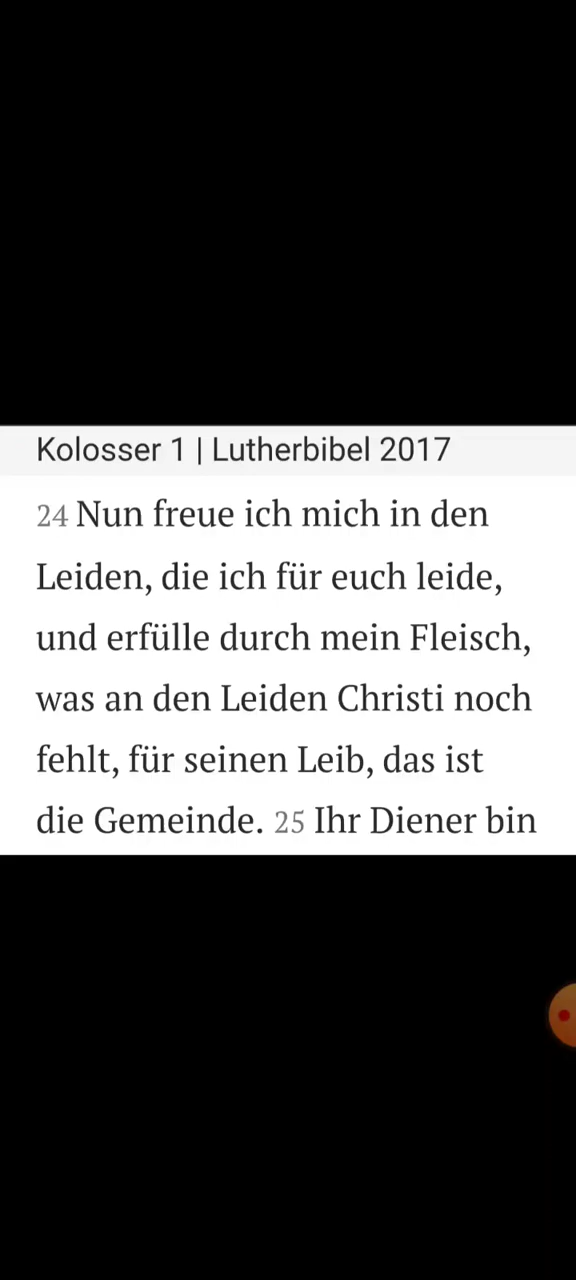 Kolosser 1 | Lutherbibel 2017
24 Nun freue ich mich in den
Leiden, die ich für euch leide,
und erfülle durch mein Fleisch,
was an den Leiden Christi noch
fehlt, für seinen Leib, das ist
die Gemeinde. 25 Ihr Diener bin